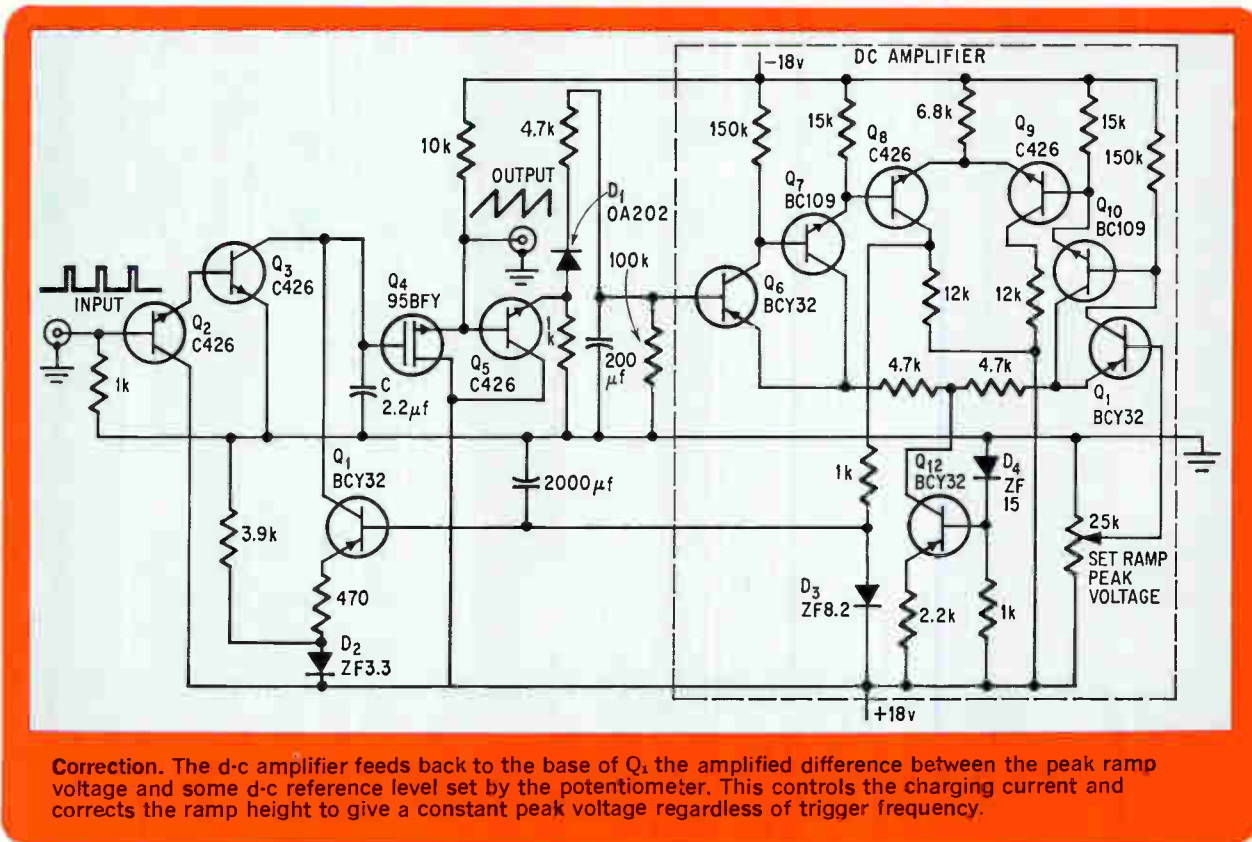 -18v
DC AMPLIFIER
10k
4.7k
OUTPUT
D1
OA202
150k
15k
Q8
C426
6.8k
Q9
C426
15k
150k
Q7
BC109
Q10
BC109
Q3
C426
INPUT
Q2
C426
1k
Q4
95BFY
C
2.2µf
Q5
C426
1k
100k
200
µf
Q6
BCY32
12k
12k
4.7k
4.7k
Q1
BCY32
Q1
BCY32
2000µf
3.9k
470
D2
ZF3.3
1k
D3
ZF8.2
Q12
BCY32
D4
ZF
15
2.2k
1k
25k
SET RAMP
PEAK
VOLTAGE
+18v
Correction. The d-c amplifier feeds back to the base of Q1 the amplified difference between the peak ramp
voltage and some d-c reference level set by the potentiometer. This controls the charging current and
corrects the ramp height to give a constant peak voltage regardless of trigger frequency.